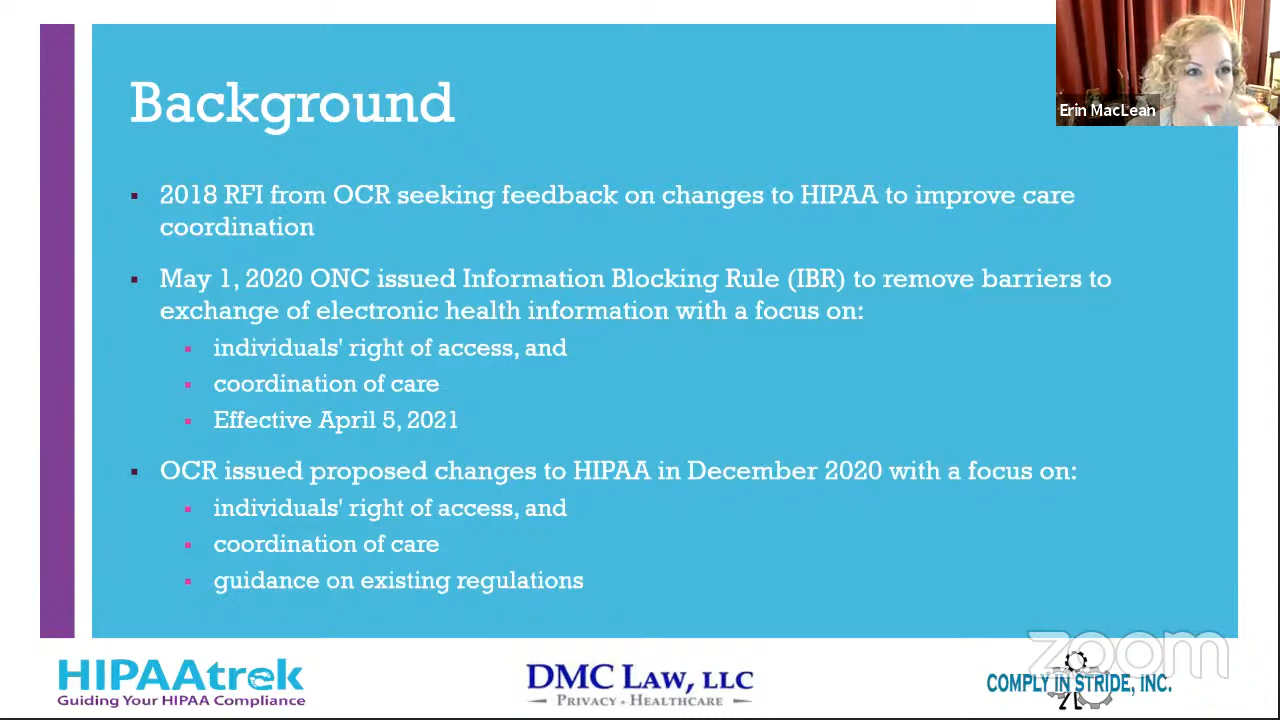 Background
Erin MacLean
2018 RFI from OCR seeking feedback on changes to HIPAA to improve care
coordination
May 1, 2020 ONC issued Information Blocking Rule (IBR) to remove barriers to
exchange of electronic health information with a focus on:
individuals' right of access, and
coordination of care
Effective April 5, 2021
OCR issued proposed changes to HIPAA in December 2020 with a focus on:
individuals' right of access, and
coordination of care
guidance on existing regulations
zoom
HIPAAtrek
Guiding Your HIPAA Compliance
DMC LAW, LLC
PRIVACY • HEALTHCARE
COMPLY IN STRIDE, INC.